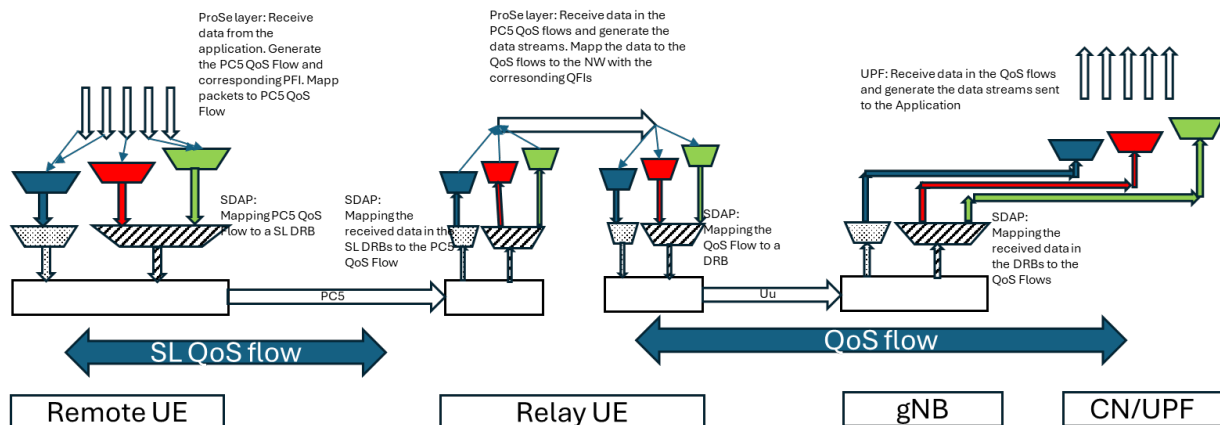 ProSe layer: Receive
data from the
application. Generate
the PC5 QoS Flow and
corresponding PFI. Mapp
packets to PC5 QoS
Flow
ProSe layer: Receive data in the
PC5 QoS flows and generate the
data streams. Mapp the data to the
QoS flows to the NW with the
corresonding QFIs
UPF: Receive data in the QoS flows
and generate the data streams sent
to the Application
SDAP:
Mapping PC5 QoS
Flow to a SL DRB
SDAP:
Mapping the
received data in the
SL DRBs to the PC5
QoS Flow
SDAP:
Mapping the
QoS Flow to a
DRB
SDAP:
Mapping the
received data in
the DRBs to the
QoS Flows
PC5
Uu
SL QoS flow
QoS flow
Remote UE
Relay UE
gNB
CN/UPF